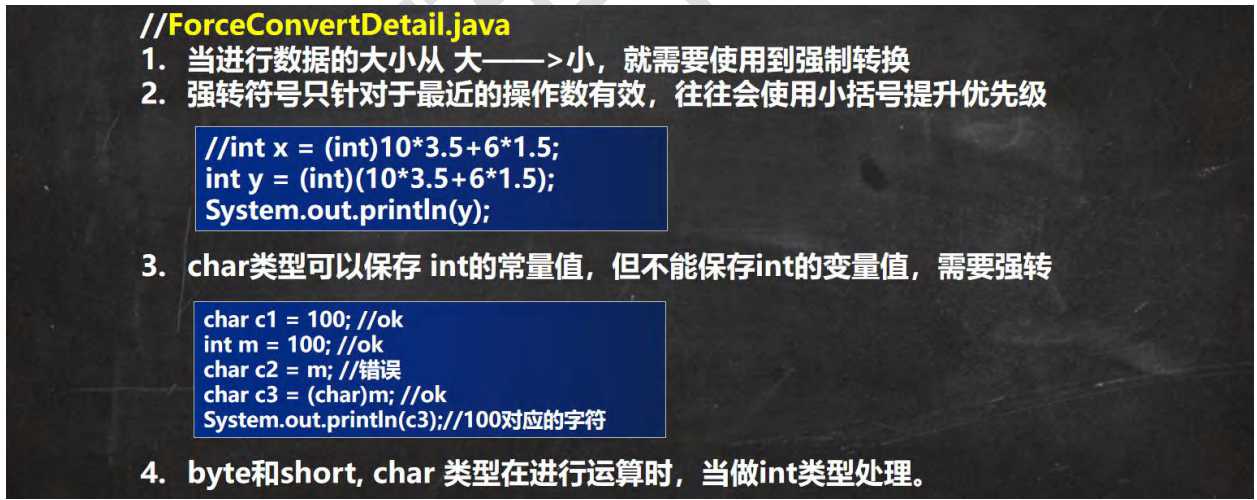 //ForceConvertDetail.java
1. 当进行数据的大小从 大——>小，就需要使用到强制转换
2. 强转符号只针对于最近的操作数有效，往往会使用小括号提升优先级
//int x = (int)10*3.5+6*1.5;
int y = (int)(10*3.5+6*1.5);
System.out.println(y);
3. char类型可以保存 int的常量值，但不能保存int的变量值，需要强转
char c1 = 100; //ok
int m = 100; //ok
char c2 = m; //错误
char c3 = (char)m; //ok
System.out.println(c3);//100对应的字符
4. byte和short, char 类型在进行运算时，当做int类型处理。